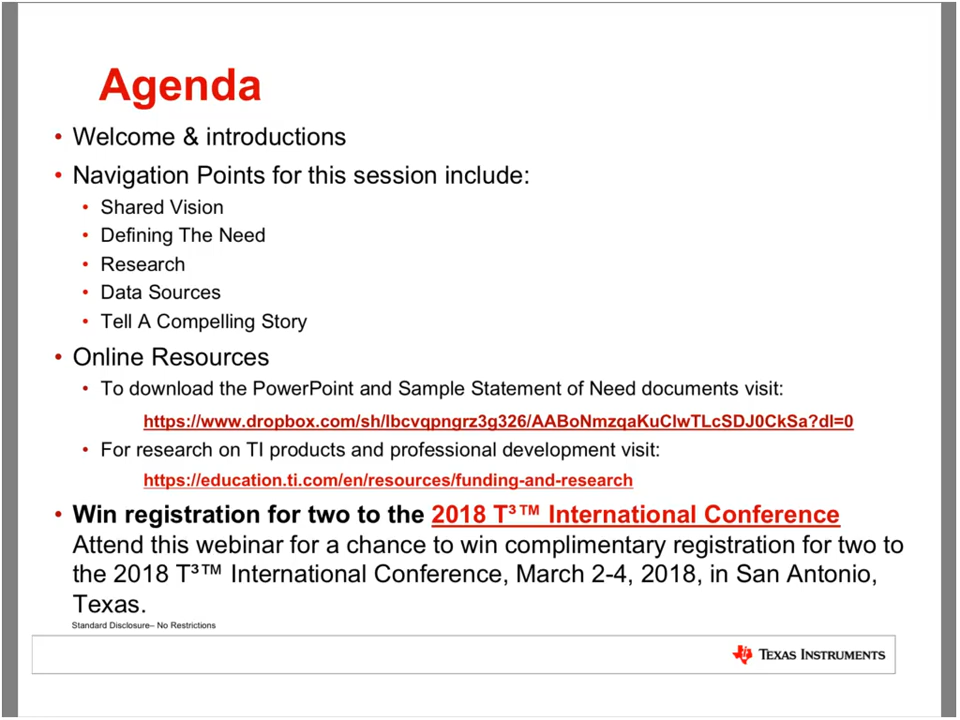 Agenda
• Welcome & introductions
• Navigation Points for this session include:
• Shared Vision
• Defining The Need
• Research
• Data Sources
• Tell A Compelling Story
• Online Resources
• To download the PowerPoint and Sample Statement of Need documents visit:
https://www.dropbox.com/sh/lbcvqpngrz3g326/AABoNmzqaKuClwTLcSDJ0CkSa?dl=0
• For research on TI products and professional development visit:
https://education.ti.com/en/resources/funding-and-research
• Win registration for two to the 2018 T³™ International Conference
Attend this webinar for a chance to win complimentary registration for two to
the 2018 T³™ International Conference, March 2-4, 2018, in San Antonio,
Texas.
Standard Disclosure– No Restrictions
TEXAS INSTRUMENTS